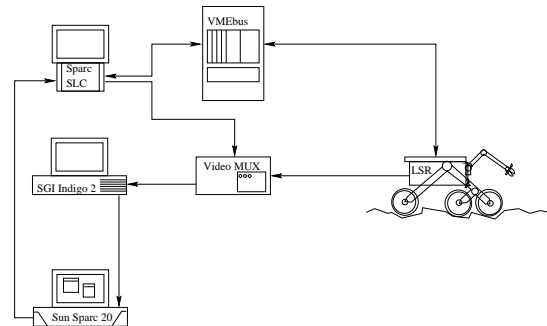 VMEbus
Sparc
SLC
Video MUX
LSR
SGI Indigo 2
Sun Sparc 20